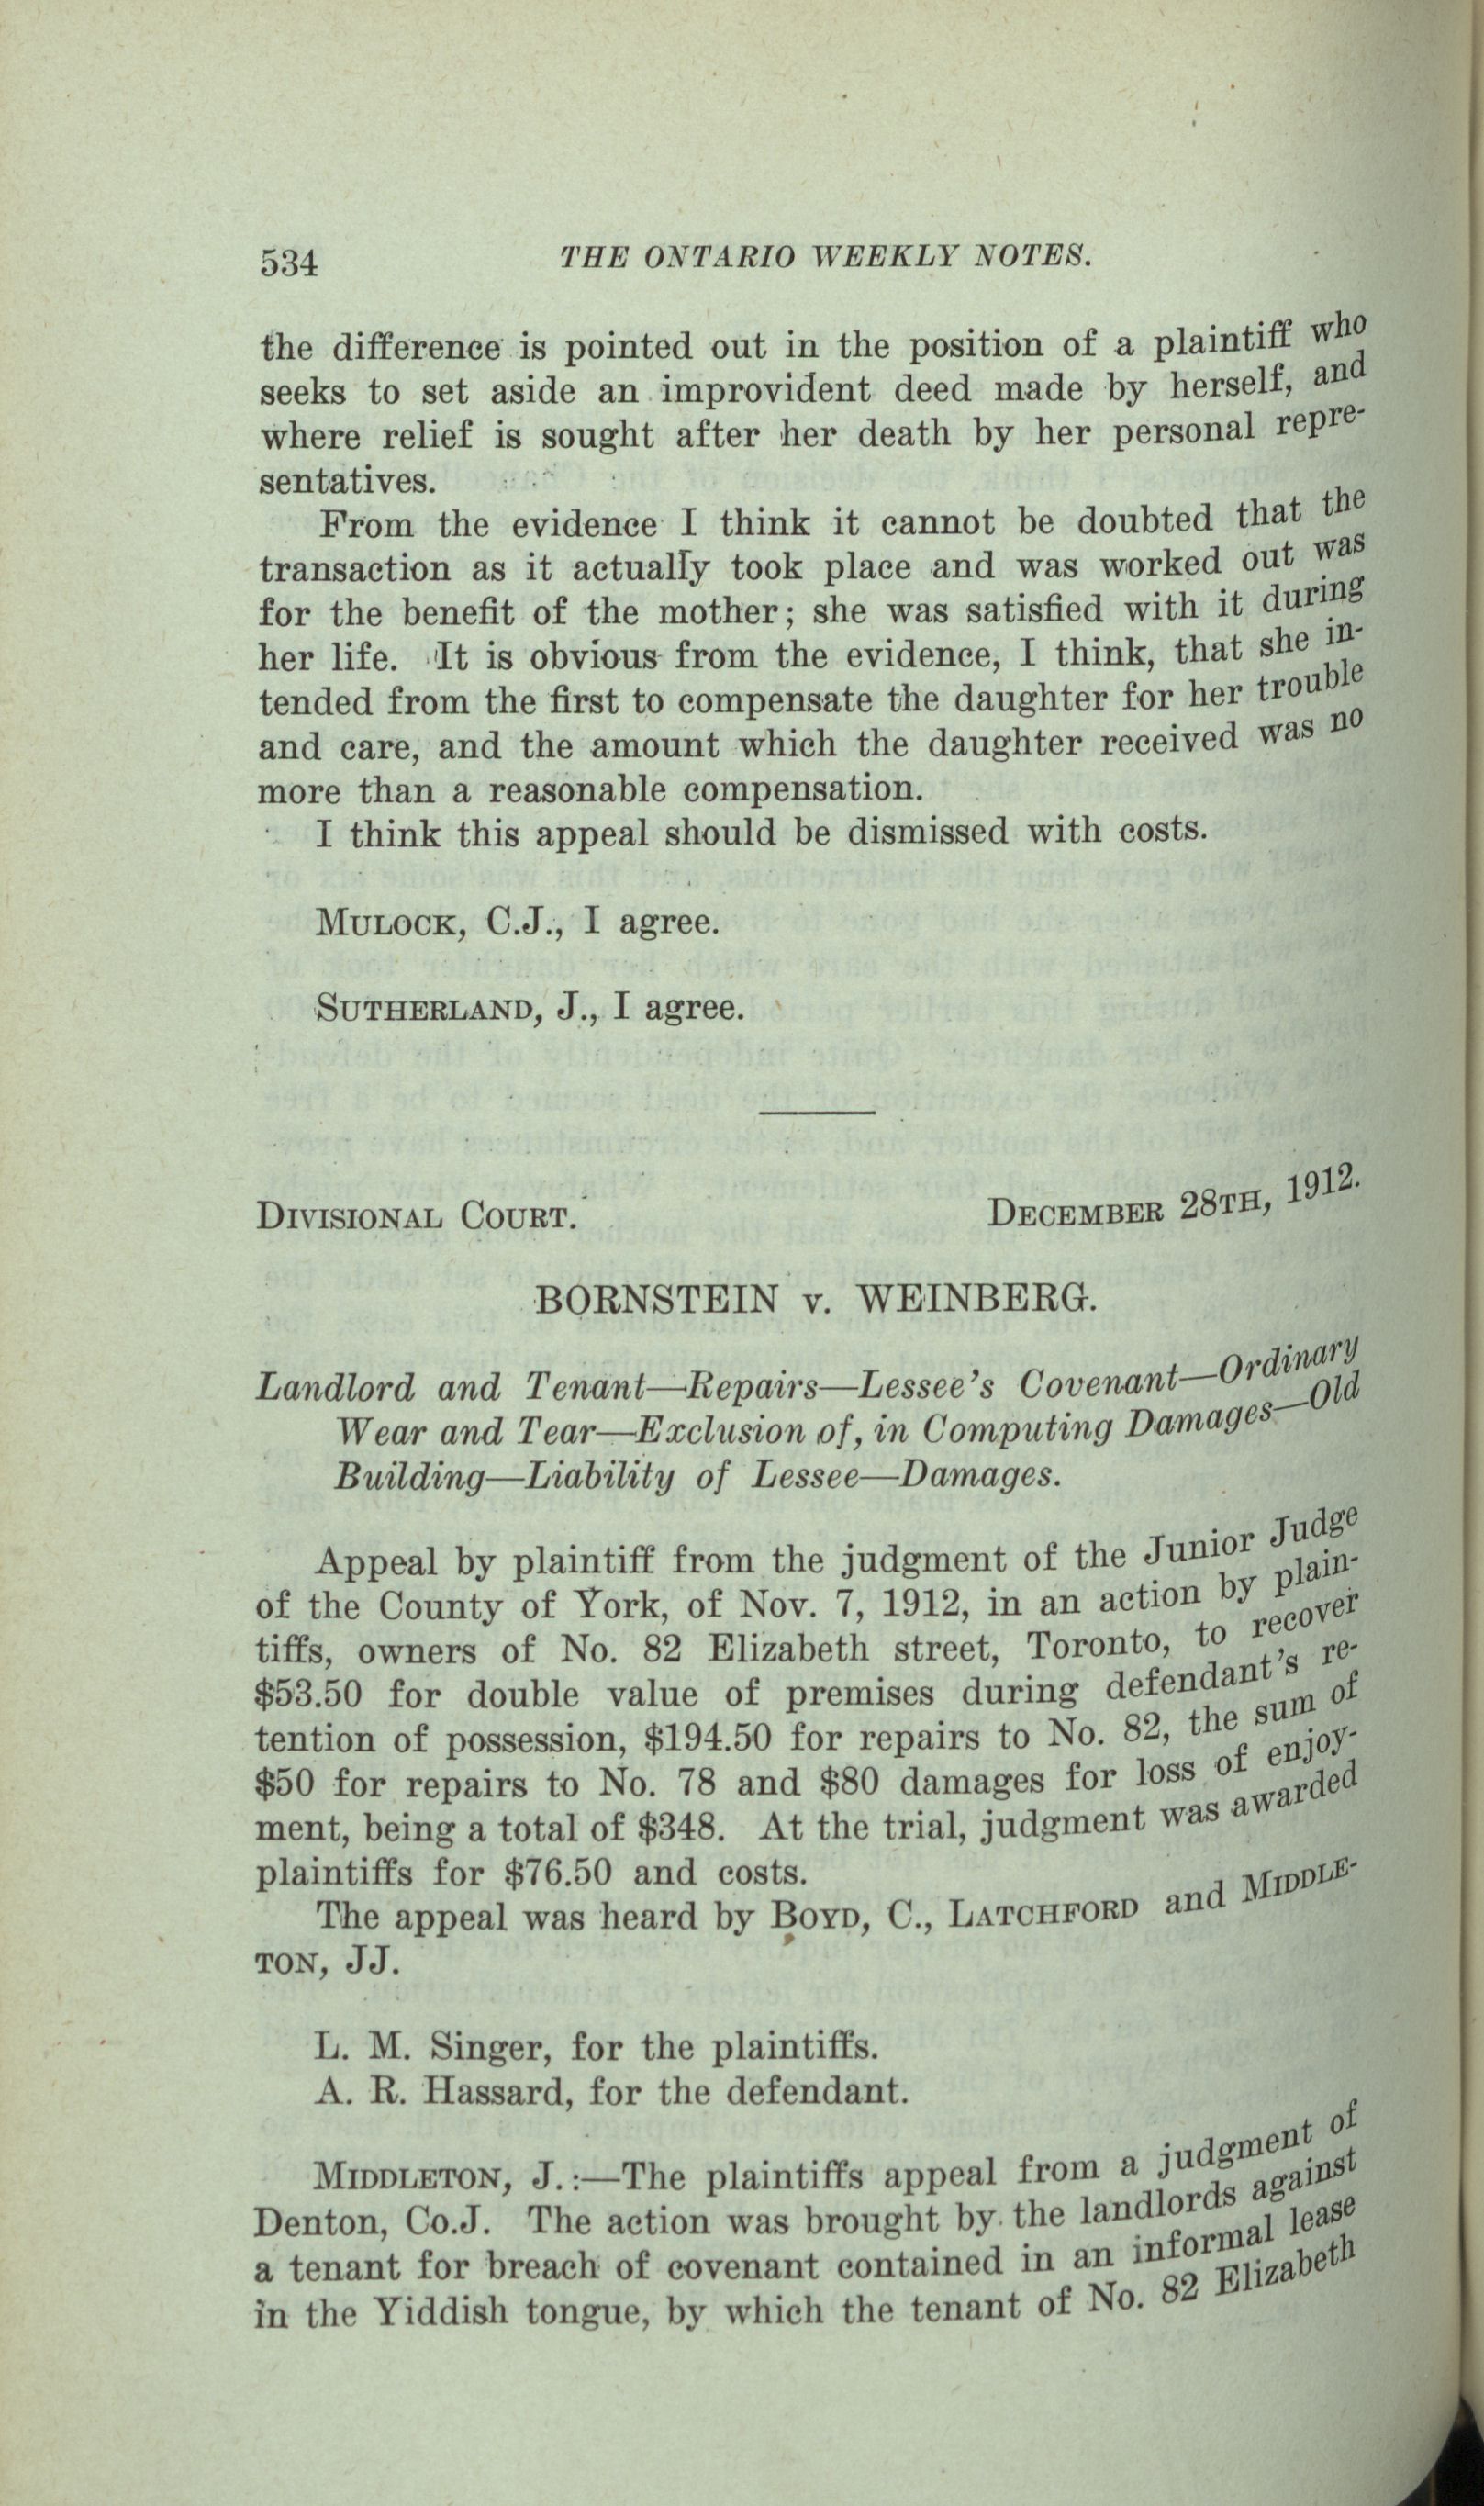 534 THE ONTARIO WEEKLY NOTES.
the difference is pointed out in the position of a plaintiff who
seeks to set aside an improvident deed made by herself, and
where relief is sought after her death by her personal repre-
sentatives.
From the evidence I think it cannot be doubted that the
transaction as it actually took place and was worked out was
for the benefit of the mother; she was satisfied with it during
her life. It is obvious from the evidence, I think, that she in-
tended from the first to compensate the daughter for her trouble
and care, and the amount which the daughter received was no
more than a reasonable compensation.
I think this appeal should be dismissed with costs.
MULOCK, C.J., I agree.
SUTHERLAND, J., I agree.
DIVISIONAL COURT. DECEMBER 28TH, 1912.
BORNSTEIN v. WEINBERG.
Landlord and Tenant—Repairs—Lessee's Covenant—Ordinary
Wear and Tear—Exclusion of, in Computing Damages—Old
Building—Liability of Lessee—Damages.
Appeal by plaintiff from the judgment of the Junior Judge
of the County of York, of Nov. 7, 1912, in an action by plain-
tiffs, owners of No. 82 Elizabeth street, Toronto, to recover
$53.50 for double value of premises during defendant's re-
tention of possession, $194.50 for repairs to No. 82, the sum of
$50 for repairs to No. 78 and $80 damages for loss of enjoy-
ment, being a total of $348. At the trial, judgment was awarded
plaintiffs for $76.50 and costs.
The appeal was heard by BOYD, C., LATCHFORD and MIDDLE-
TON, JJ.
L. M. Singer, for the plaintiffs.
A. R. Hassard, for the defendant.
MIDDLETON, J.:—The plaintiffs appeal from a judgment of
Denton, Co.J. The action was brought by the landlords against
a tenant for breach of covenant contained in an informal lease
in the Yiddish tongue, by which the tenant of No. 82 Elizabeth